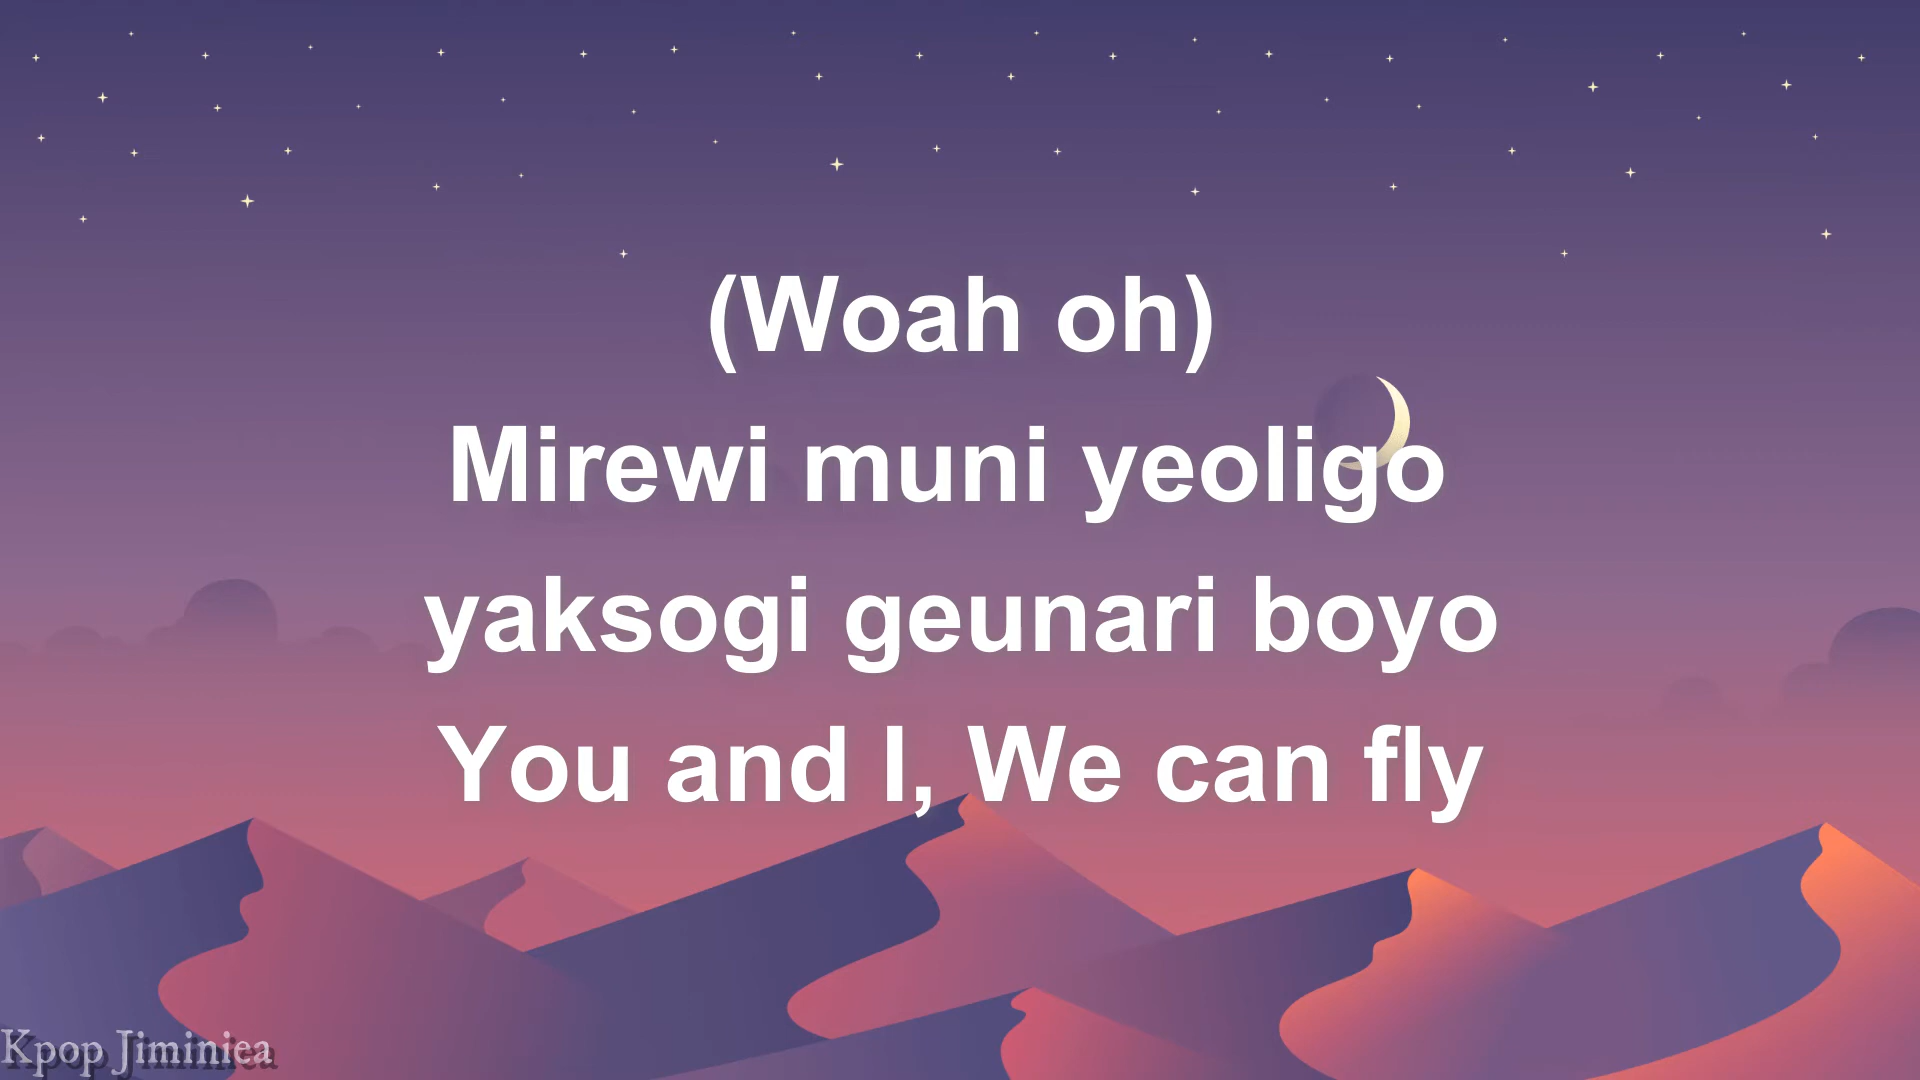 (Woah oh)
Mirewi muni yeoligo
yaksogi geunari boyo
You and I, We can fly
Kpop Jiminiea